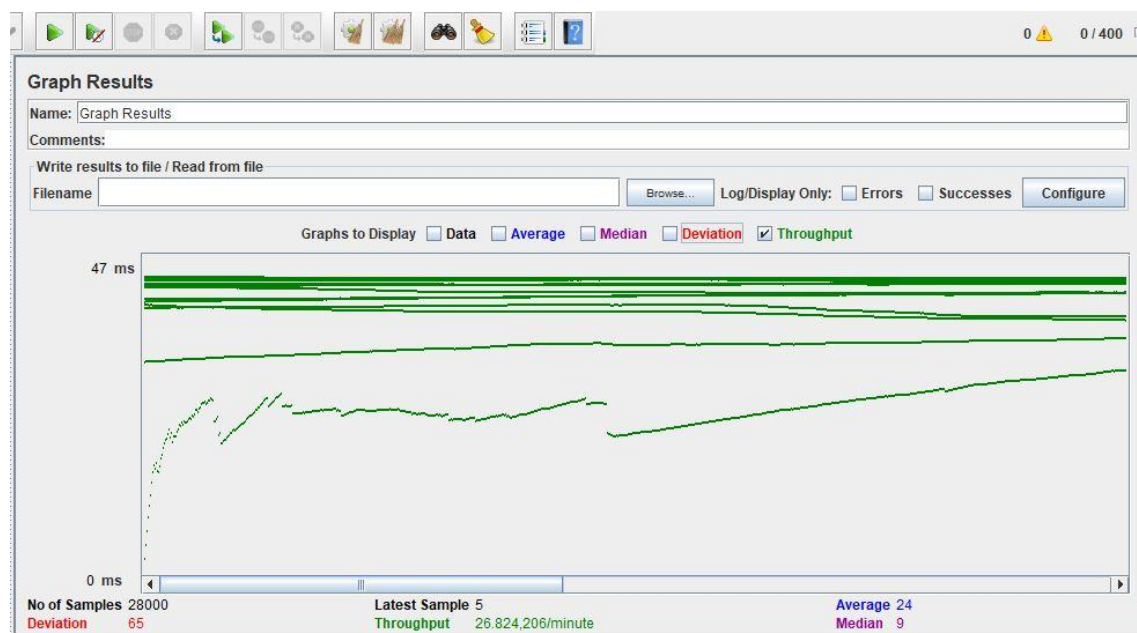 0 0 / 400
Graph Results
Name: Graph Results
Comments:
Write results to file / Read from file
Filename Browse... Log/Display Only: Errors Successes Configure
Graphs to Display Data Average Median Deviation Throughput
47 ms
0 ms
No of Samples 28000 Latest Sample 5 Average 24
Deviation 65 Throughput 26.824,206/minute Median 9